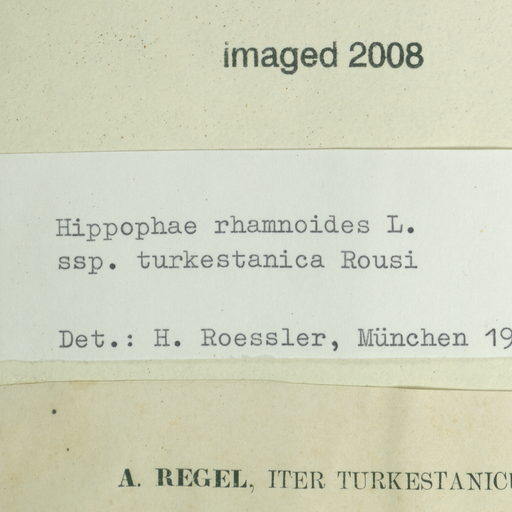 imaged 2008
Hippophae rhamnoides L.
ssp. turkestanica Rousi
Det.: H. Roessler, München 19
A. REGEL, ITER TURKESTANIC